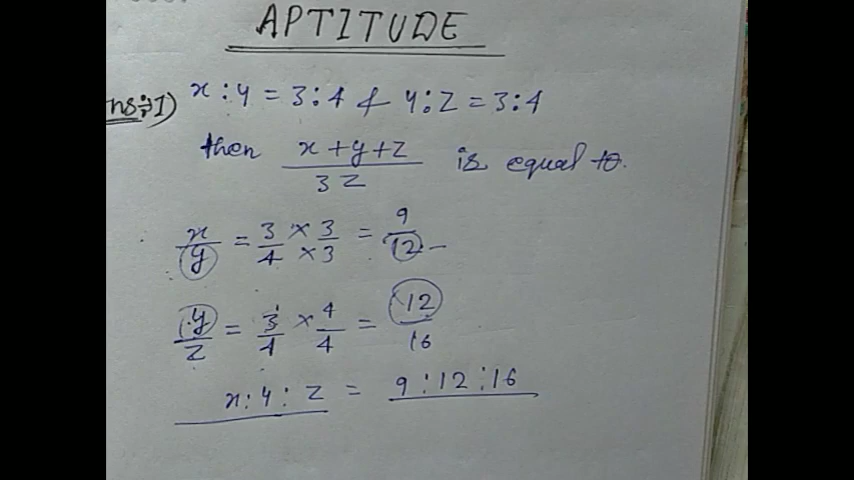 APTITUDE
ns:1) x : y = 3 : 4 & y : z = 3 : 4
then (x + y + z) / 3z is equal to.
x/y = 3/4 × 3/×3 = 9/12
y/z = 3/4 × 4/4 = 12/16
x : y : z = 9 : 12 : 16